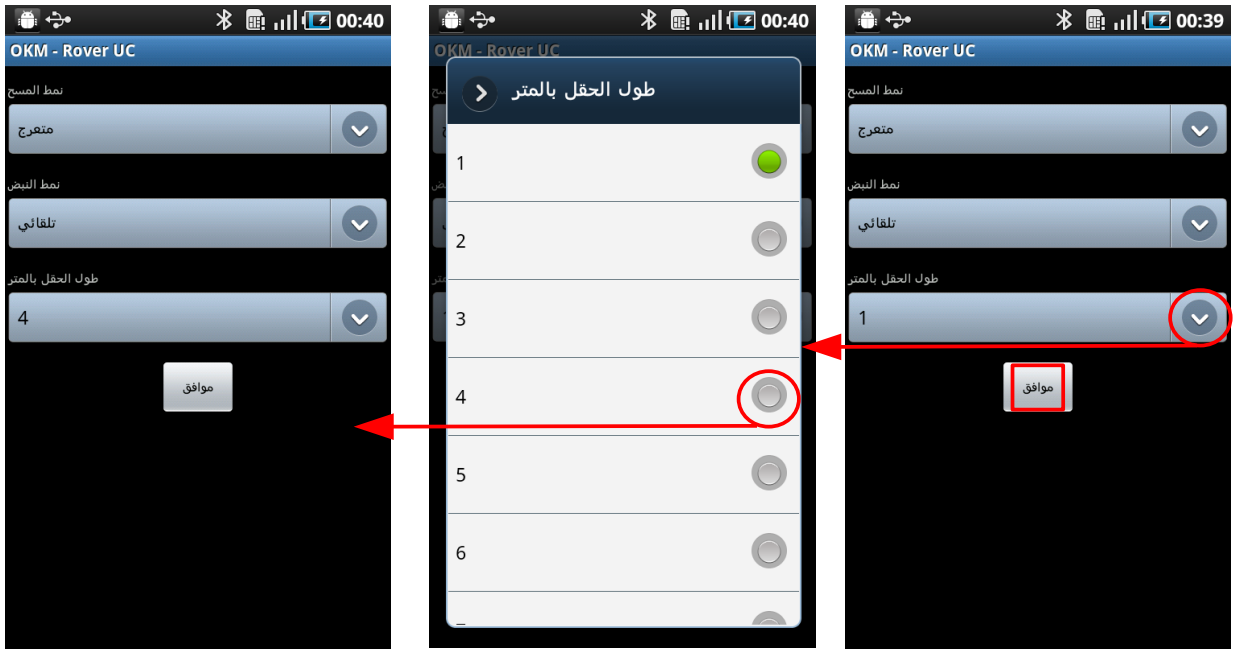 00:40
OKM - Rover UC
نمط المسح
متعرج
نمط النبض
تلقائي
طول الحقل بالمتر
4
موافق
00:40
OKM - Rover UC
طول الحقل بالمتر
1
2
3
4
5
6
00:39
OKM - Rover UC
نمط المسح
متعرج
نمط النبض
تلقائي
طول الحقل بالمتر
1
موافق